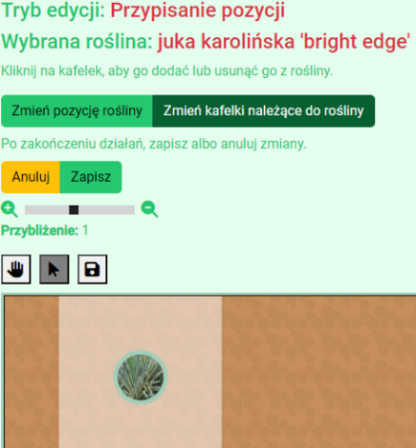 Tryb edycji: Przypisanie pozycji
Wybrana roślina: juka karolińska 'bright edge'
Kliknij na kafelek, aby go dodać lub usunąć go z rośliny.
Zmień pozycję rośliny Zmień kafelki należące do rośliny
Po zakończeniu działań, zapisz albo anuluj zmiany.
Anuluj Zapisz
Przybliżenie: 1